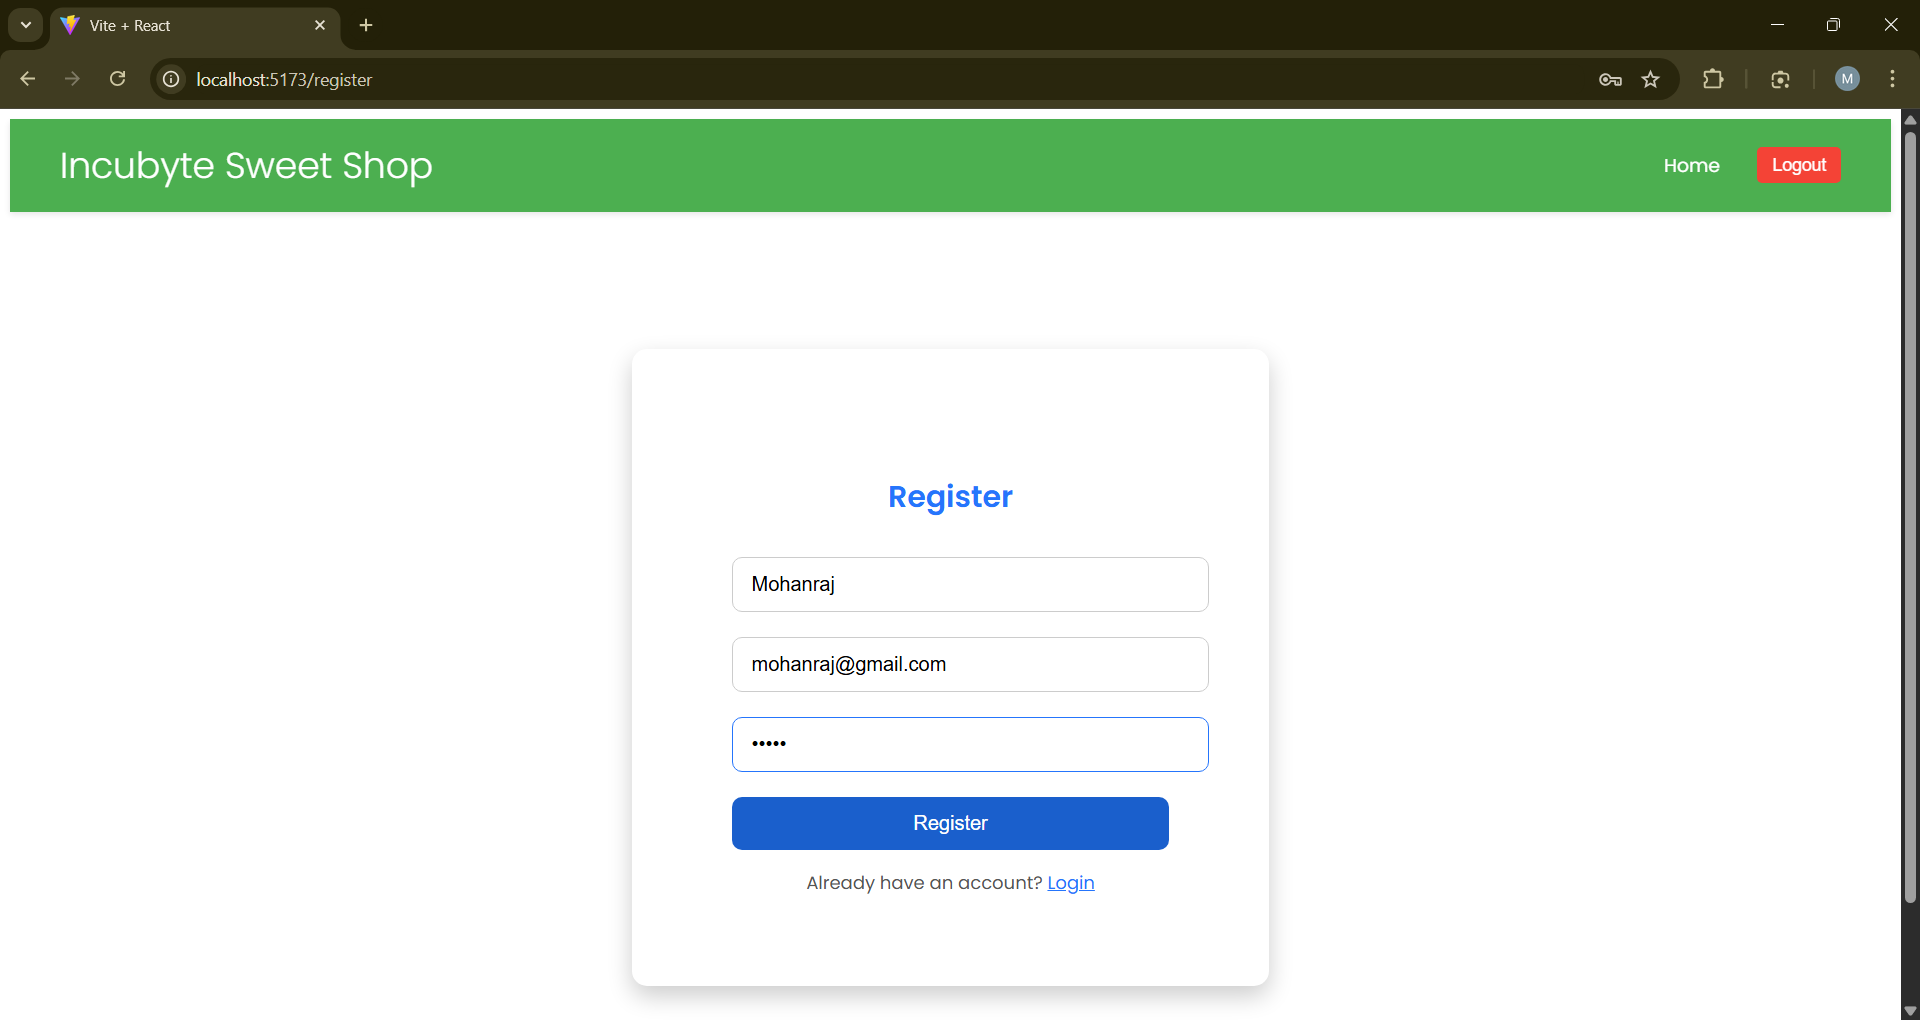 Vite + React
localhost:5173/register
M
Incubyte Sweet Shop
Home
Logout
Register
Mohanraj
mohanraj@gmail.com
•••••
Register
Already have an account? Login